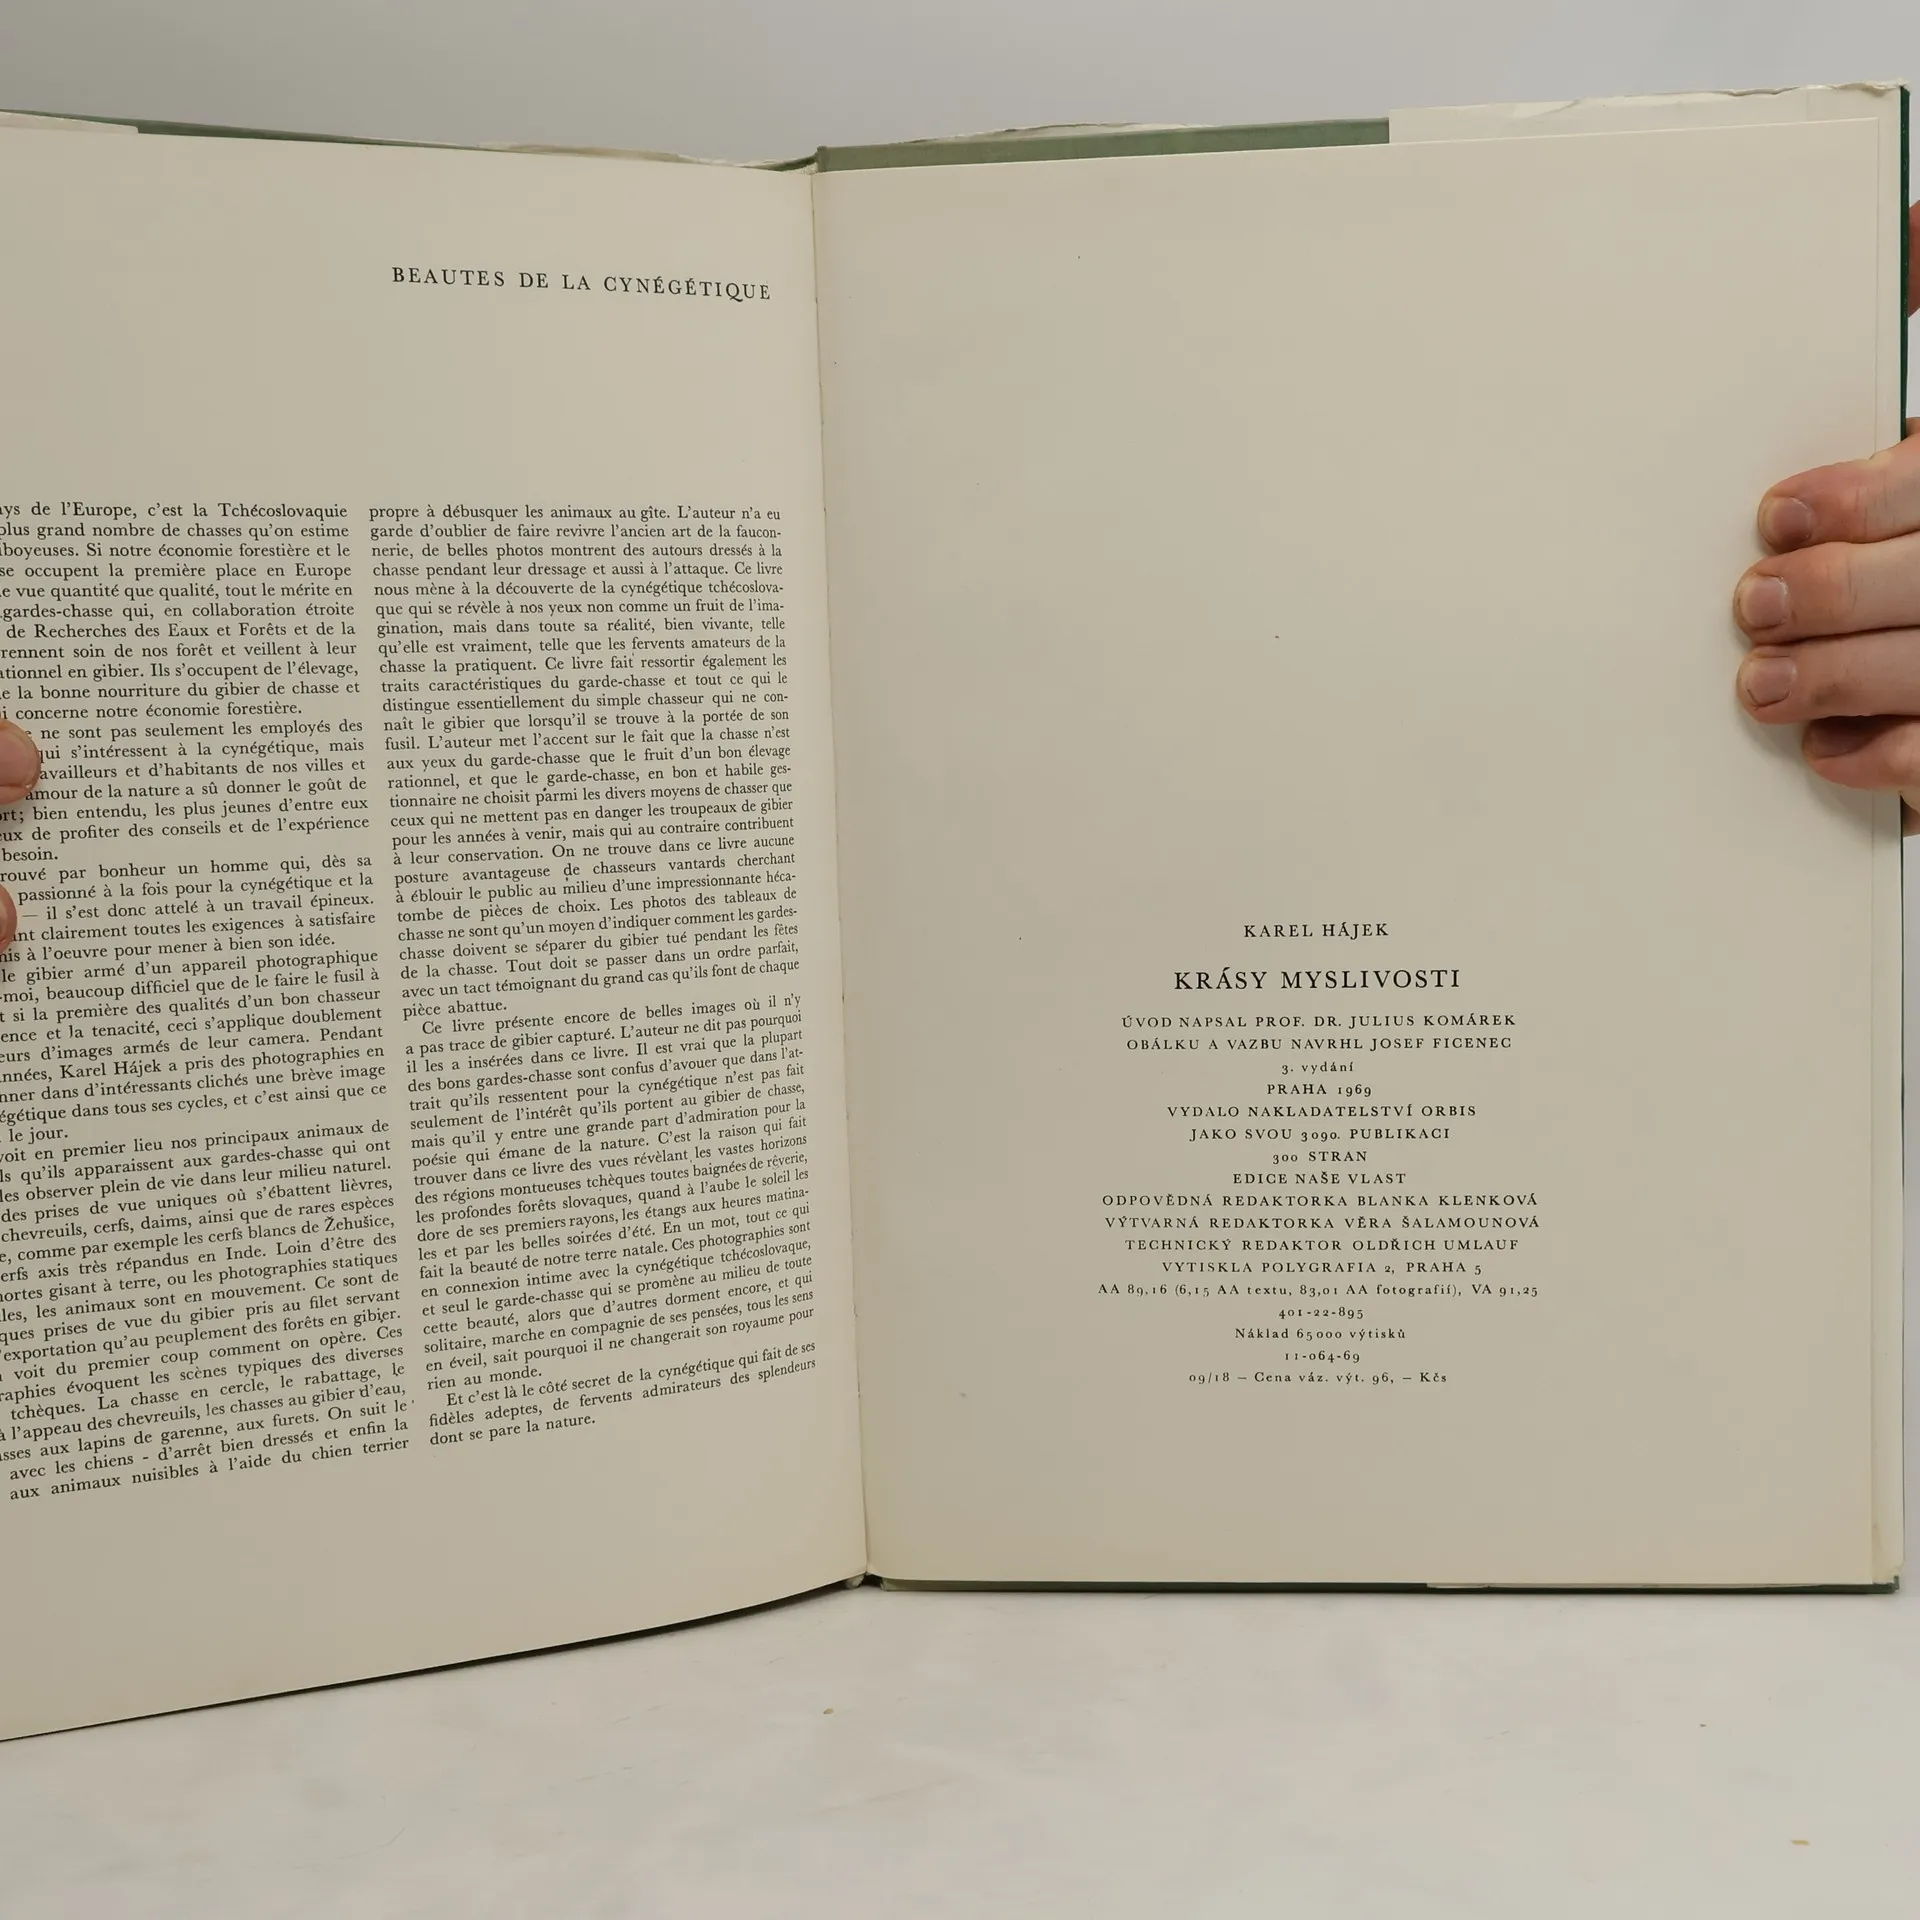 BEAUTES DE LA CYNÉGÉTIQUE
de l'Europe, c'est la Tchécoslovaquie
plus grand nombre de chasses qu'on estime
Si notre économie forestière et le
se occupent la première place en Europe
vue quantité que qualité, tout le mérite en
gardes-chasse qui, en collaboration étroite
de Recherches des Eaux et Forêts et de la
soin de nos forêt et veillent à leur
en gibier. Ils s'occupent de l'élevage,
la bonne nourriture du gibier de chasse et
concerne notre économie forestière.
ne sont pas seulement les employés des
qui s'intéressent à la cynégétique, mais
et d'habitants de nos villes et
amour de la nature a sû donner le goût de
bien entendu, les plus jeunes d'entre eux
de profiter des conseils et de l'expérience
besoin.
par bonheur un homme qui, dès sa
passionné à la fois pour la cynégétique et la
— il s'est donc attelé à un travail épineux.
clairement toutes les exigences à satisfaire
à l'oeuvre pour mener à bien son idée.
le gibier armé d'un appareil photographique
-moi, beaucoup difficile que de le faire le fusil à
si la première des qualités d'un bon chasseur
et la tenacité, ceci s'applique doublement
d'images armés de leur camera. Pendant
Karel Hájek a pris des photographies en
dans d'intéressants clichés une brève image
dans tous ses cycles, et c'est ainsi que ce
le jour.
en premier lieu nos principaux animaux de
qu'ils apparaissent aux gardes-chasse qui ont
observer plein de vie dans leur milieu naturel.
des prises de vue uniques où s'ébattent lièvres,
chevreuils, cerfs, daims, ainsi que de rares espèces
comme par exemple les cerfs blancs de Žehušice,
axis très répandus en Inde. Loin d'être des
gisant à terre, ou les photographies statiques
les animaux sont en mouvement. Ce sont de
prises de vue du gibier pris au filet servant
qu'au peuplement des forêts en gibier.
voit du premier coup comment on opère. Ces
évoquent les scènes typiques des diverses
tchèques. La chasse en cercle, le rabattage, le
à l'appeau des chevreuils, les chasses au gibier d'eau,
aux lapins de garenne, aux furets. On suit le
avec les chiens - d'arrêt bien dressés et enfin la
aux animaux nuisibles à l'aide du chien terrier
propre à débusquer les animaux au gîte. L'auteur n'a eu
garde d'oublier de faire revivre l'ancien art de la faucon-
nerie, de belles photos montrent des autours dressés à la
chasse pendant leur dressage et aussi à l'attaque. Ce livre
nous mène à la découverte de la cynégétique tchécoslova-
que qui se révèle à nos yeux non comme un fruit de l'ima-
gination, mais dans toute sa réalité, bien vivante, telle
qu'elle est vraiment, telle que les fervents amateurs de la
chasse la pratiquent. Ce livre fait ressortir également les
traits caractéristiques du garde-chasse et tout ce qui le
distingue essentiellement du simple chasseur qui ne con-
naît le gibier que lorsqu'il se trouve à la portée de son
fusil. L'auteur met l'accent sur le fait que la chasse n'est
aux yeux du garde-chasse que le fruit d'un bon élevage
rationnel, et que le garde-chasse, en bon et habile ges-
tionnaire ne choisit parmi les divers moyens de chasser que
ceux qui ne mettent pas en danger les troupeaux de gibier
pour les années à venir, mais qui au contraire contribuent
à leur conservation. On ne trouve dans ce livre aucune
posture avantageuse de chasseurs vantards cherchant
à éblouir le public au milieu d'une impressionnante héca-
tombe de pièces de choix. Les photos des tableaux de
chasse ne sont qu'un moyen d'indiquer comment les gardes-
chasse doivent se séparer du gibier tué pendant les fêtes
de la chasse. Tout doit se passer dans un ordre parfait,
avec un tact témoignant du grand cas qu'ils font de chaque
pièce abattue.
Ce livre présente encore de belles images où il n'y
a pas trace de gibier capturé. L'auteur ne dit pas pourquoi
il les a insérées dans ce livre. Il est vrai que la plupart
des bons gardes-chasse sont confus d'avouer que dans l'at-
trait qu'ils ressentent pour la cynégétique n'est pas fait
seulement de l'intérêt qu'ils portent au gibier de chasse,
mais qu'il y entre une grande part d'admiration pour la
poésie qui émane de la nature. C'est la raison qui fait
trouver dans ce livre des vues révèlant les vastes horizons
des régions montueuses tchèques toutes baignées de rêverie,
les profondes forêts slovaques, quand à l'aube le soleil les
dore de ses premiers rayons, les étangs aux heures matina-
les et par les belles soirées d'été. En un mot, tout ce qui
fait la beauté de notre terre natale. Ces photographies sont
en connexion intime avec la cynégétique tchécoslovaque,
et seul le garde-chasse qui se promène au milieu de toute
cette beauté, alors que d'autres dorment encore, et qui
solitaire, marche en compagnie de ses pensées, tous les sens
en éveil, sait pourquoi il ne changerait son royaume pour
rien au monde.
Et c'est là le côté secret de la cynégétique qui fait de ses
fidèles adeptes, de fervents admirateurs des splendeurs
dont se pare la nature.
KAREL HÁJEK
KRÁSY MYSLIVOSTI
ÚVOD NAPSAL PROF. DR. JULIUS KOMÁREK
OBÁLKU A VAZBU NAVRHL JOSEF FICENEC
3. vydání
PRAHA 1969
VYDALO NAKLADATELSTVÍ ORBIS
JAKO SVOU 3090. PUBLIKACI
300 STRAN
EDICE NAŠE VLAST
ODPOVĚDNÁ REDAKTORKA BLANKA KLENKOVÁ
VÝTVARNÁ REDAKTORKA VĚRA ŠALAMOUNOVÁ
TECHNICKÝ REDAKTOR OLDŘICH UMLAUF
VYTISKLA POLYGRAFIA 2, PRAHA 5
AA 89,16 (6,15 AA textu, 83,01 AA fotografií), VA 91,25
401-22-895
Náklad 65000 výtisků
11-064-69
09/18 — Cena váz. výt. 96, — Kčs